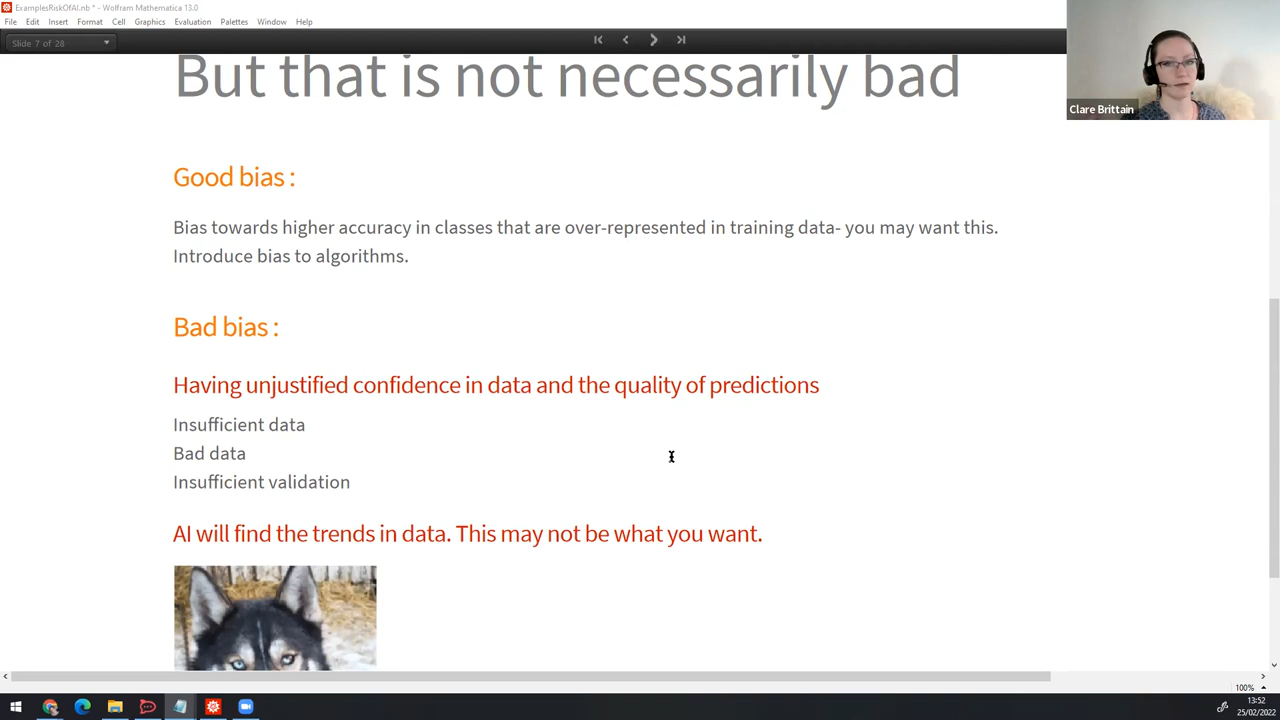 ExamplesRiskOfAI.nb * - Wolfram Mathematica 13.0
File Edit Insert Format Cell Graphics Evaluation Palettes Window Help
Slide 7 of 28
Clare Brittain
But that is not necessarily bad
Good bias :
Bias towards higher accuracy in classes that are over-represented in training data- you may want this.
Introduce bias to algorithms.
Bad bias :
Having unjustified confidence in data and the quality of predictions
Insufficient data
Bad data
Insufficient validation
AI will find the trends in data. This may not be what you want.
100%
13:52
25/02/2022